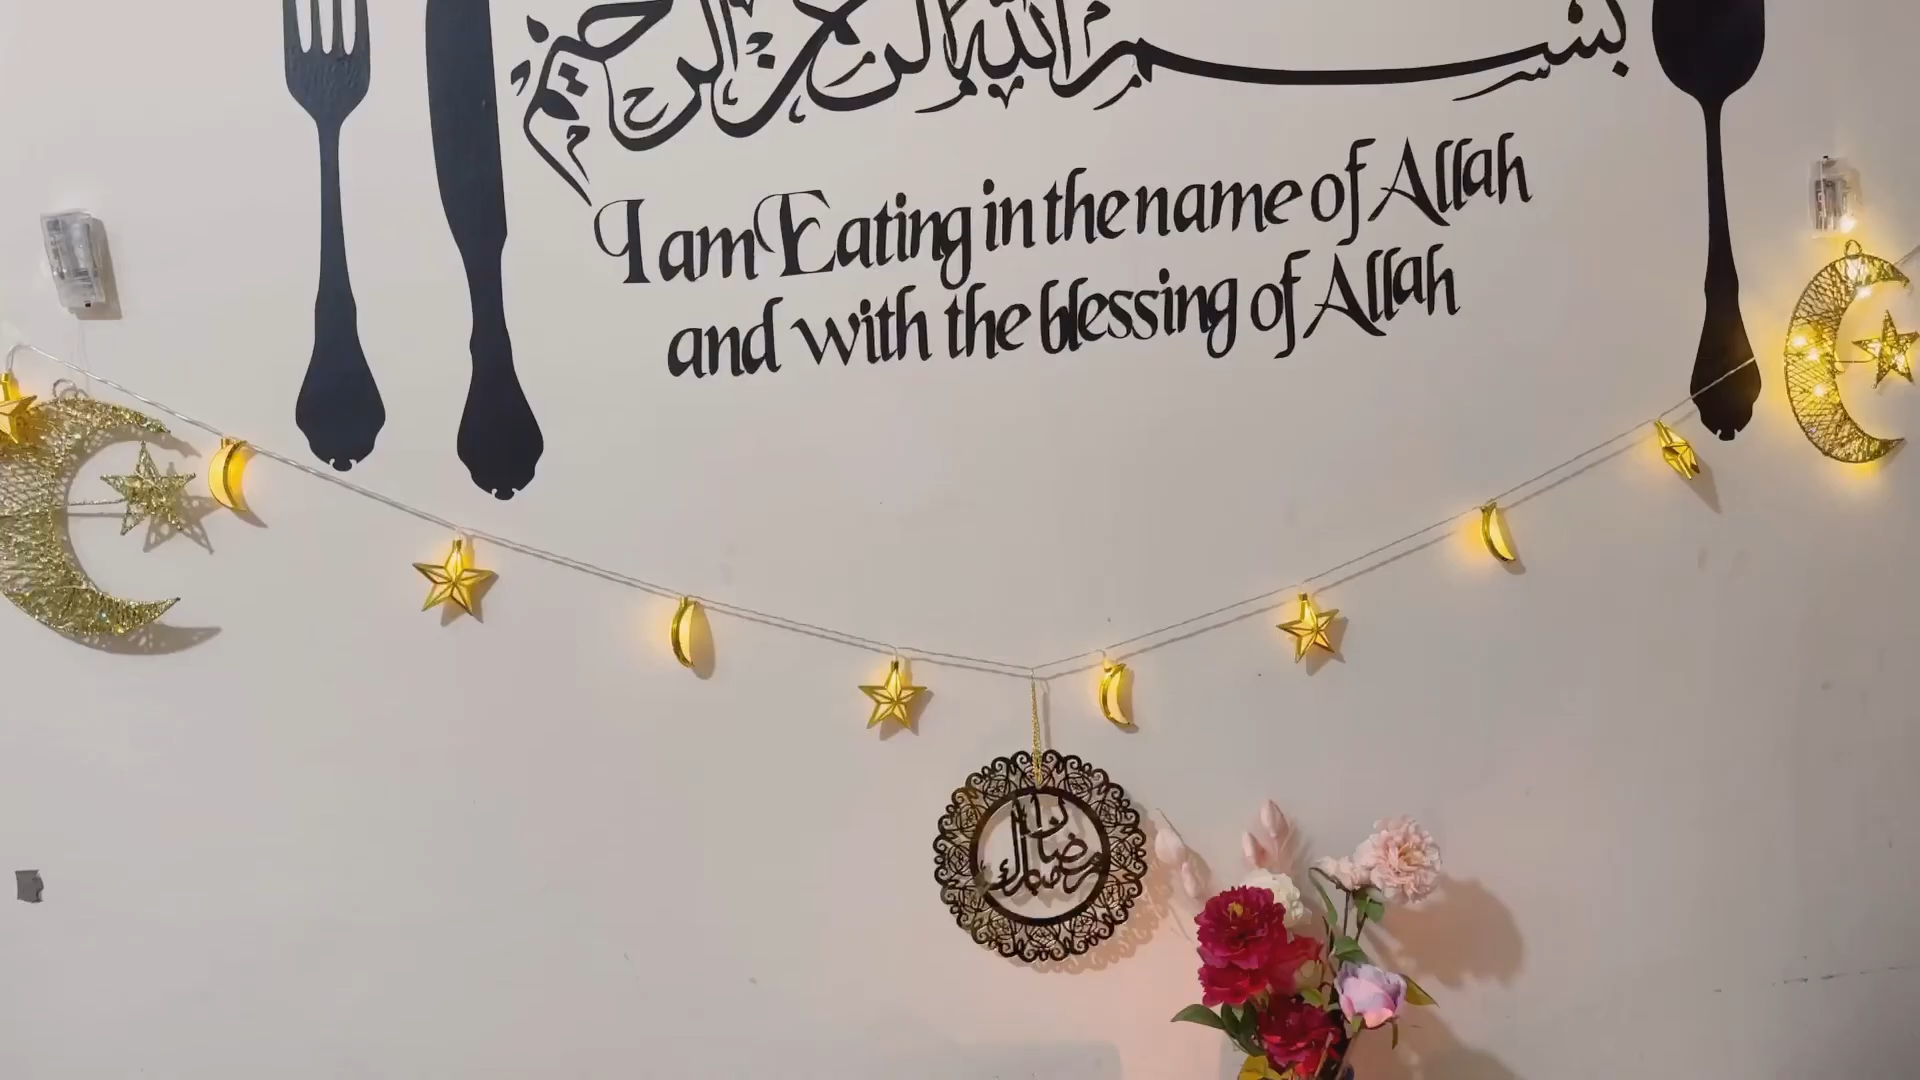 بسم الله الرحمن الرحيم
I am Eating in the name of Allah
and with the blessing of Allah
رمضان
مبارك